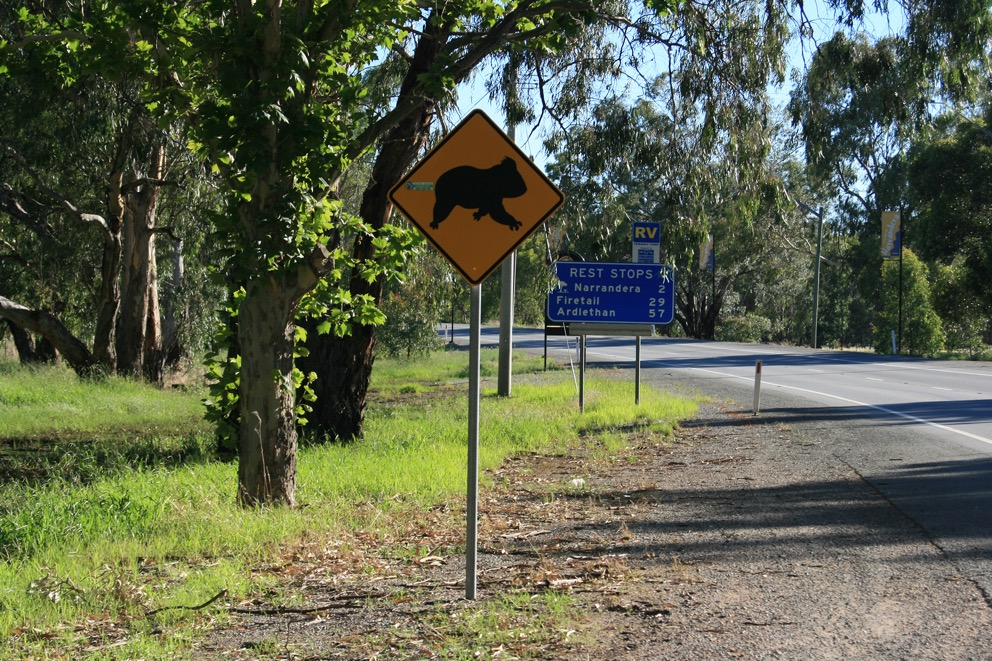 RV
REST STOPS
Narrandera 2
Firetail 29
Ardlethan 57